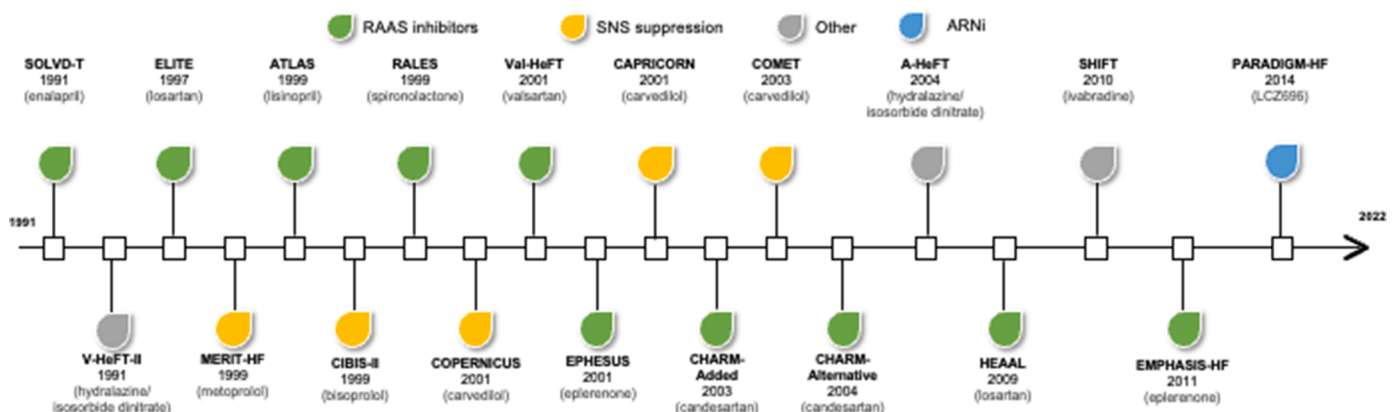 RAAS inhibitors
SNS suppression
Other
ARNi
SOLVD-T
1991
(enalapril)
ELITE
1997
(losartan)
ATLAS
1999
(lisinopril)
RALES
1999
(spironolactone)
Val-HeFT
2001
(valsartan)
CAPRICORN
2001
(carvedilol)
COMET
2003
(carvedilol)
A-HeFT
2004
(hydralazine/
isosorbide dinitrate)
SHIFT
2010
(ivabradine)
PARADIGM-HF
2014
(LCZ696)
1991
2022
V-HeFT-II
1991
(hydralazine/
isosorbide dinitrate)
MERIT-HF
1999
(metoprolol)
CIBIS-II
1999
(bisoprolol)
COPERNICUS
2001
(carvedilol)
EPHESUS
2001
(eplerenone)
CHARM-
Added
2003
(candesartan)
CHARM-
Alternative
2004
(candesartan)
HEAAL
2009
(losartan)
EMPHASIS-HF
2011
(eplerenone)